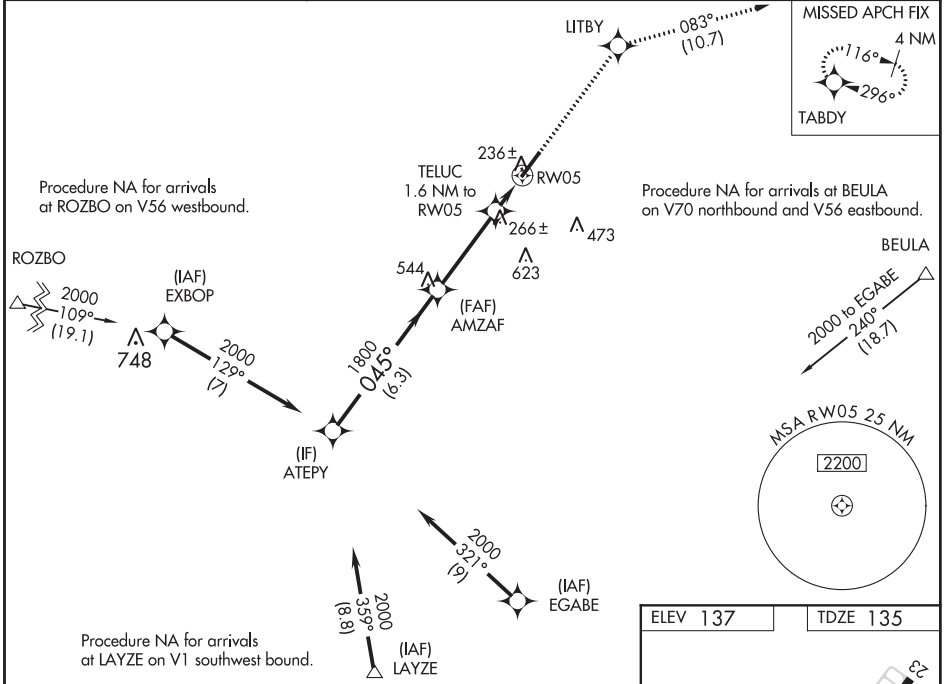 LITBY
083°
(10.7)
MISSED APCH FIX
4 NM
116°
296°
TABDY
236±
RW05
TELUC
1.6 NM to
RW05
266±
473
623
Procedure NA for arrivals
at ROZBO on V56 westbound.
Procedure NA for arrivals at BEULA
on V70 northbound and V56 eastbound.
ROZBO
2000
109°
(19.1)
(IAF)
EXBOP
748
2000
129°
(7)
544
(FAF)
AMZAF
1800
045°
(6.3)
BEULA
2000 to EGABE
240°
(18.7)
(IF)
ATEPY
MSA RW05 25 NM
2200
2000
321°
(9)
(IAF)
EGABE
2000
359°
(8.8)
(IAF)
LAYZE
Procedure NA for arrivals
at LAYZE on V1 southwest bound.
ELEV 137
TDZE 135
23